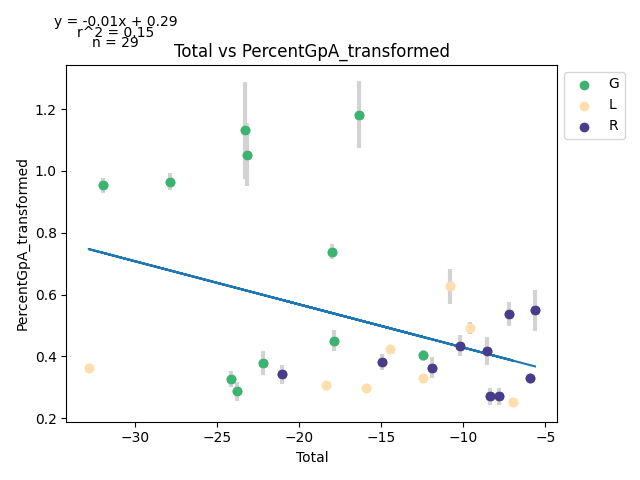 y = -0.01x + 0.29
r^2 = 0.15
n = 29
Total vs PercentGpA_transformed
G
L
R
PercentGpA_transformed
1.2
1.0
0.8
0.6
0.4
0.2
−30
−25
−20
−15
−10
−5
Total